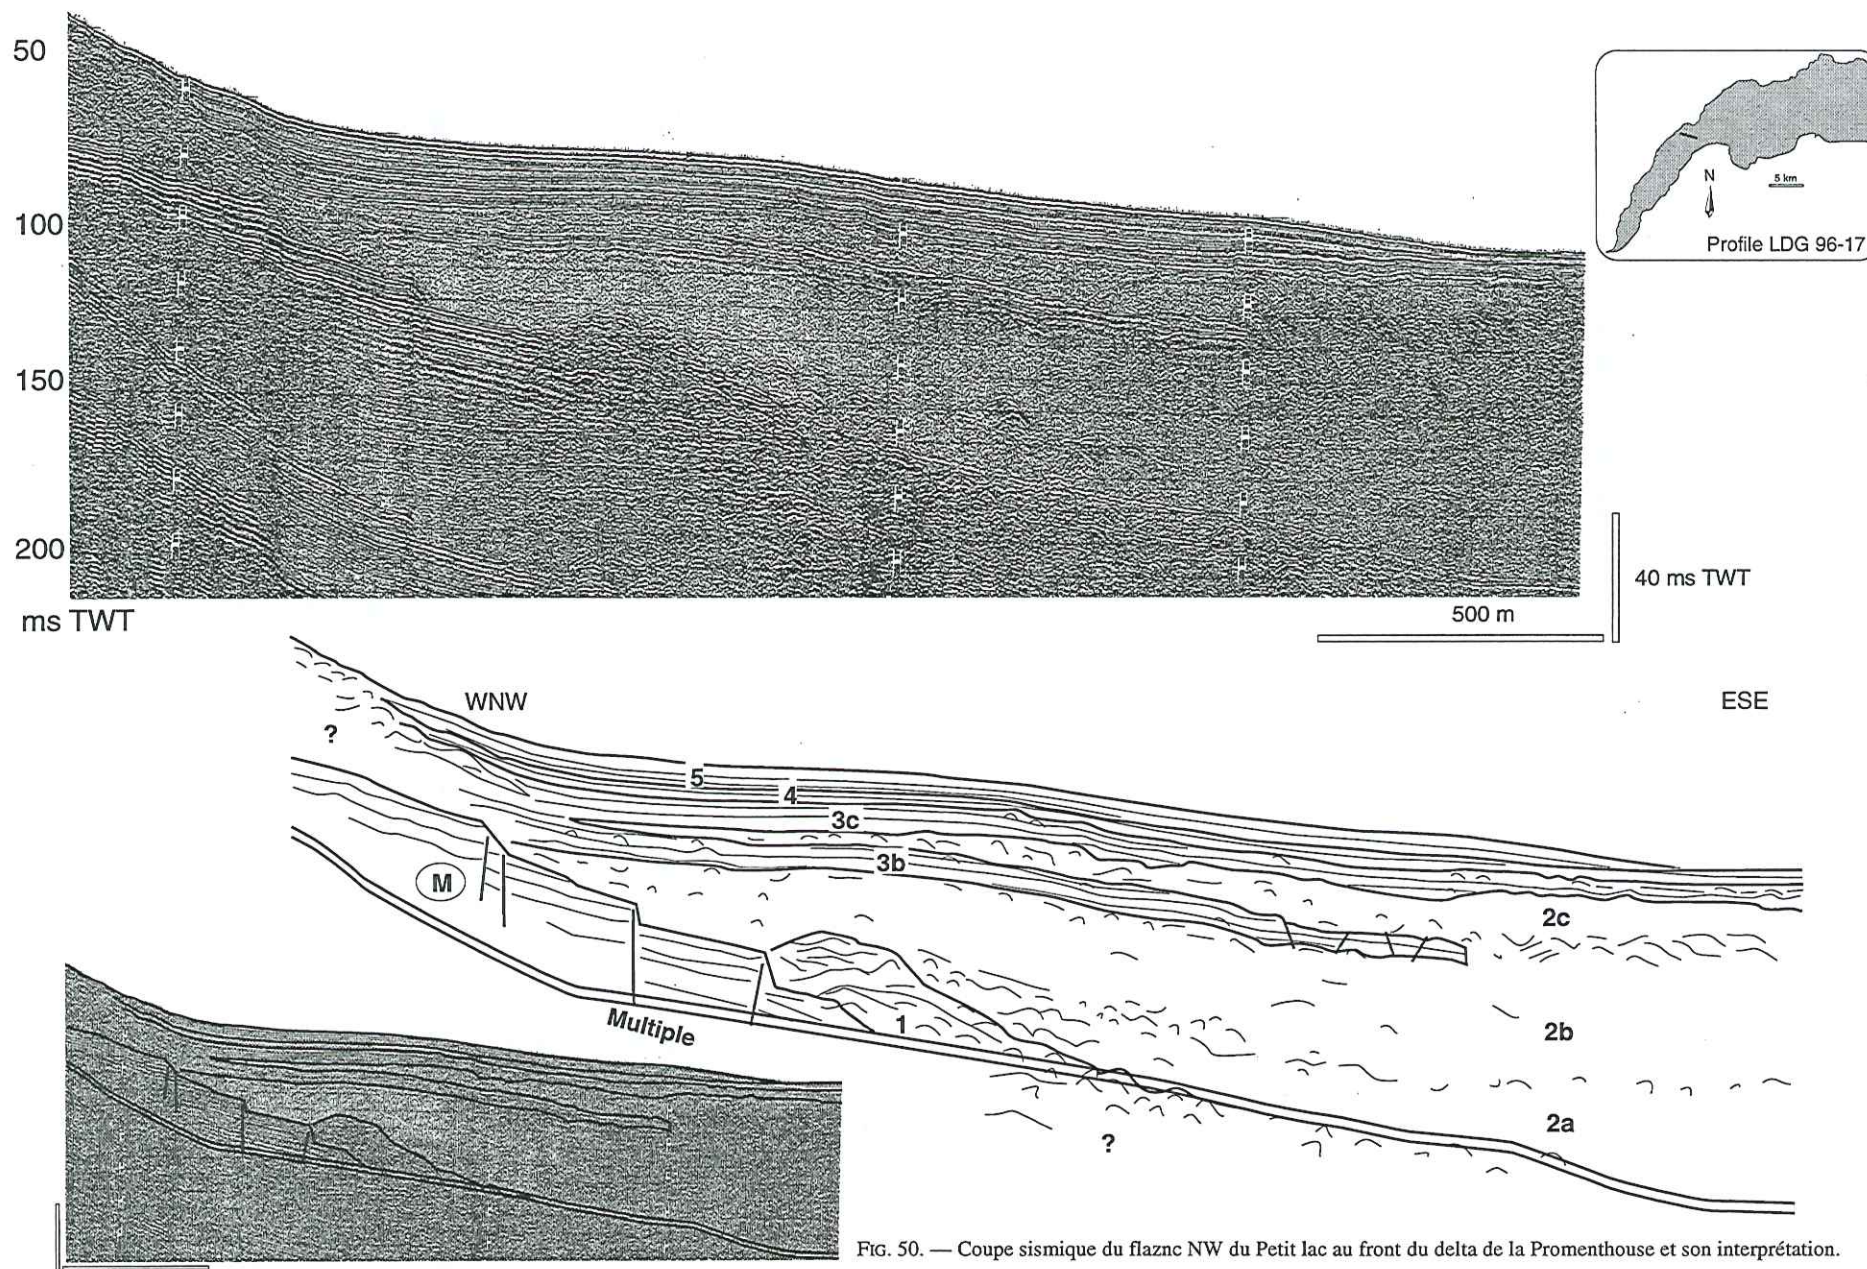 50
100
150
200
ms TWT
N
5 km
Profile LDG 96-17
40 ms TWT
500 m
WNW
ESE
?
5
4
3c
3b
M
2c
1
2b
Multiple
2a
?
FIG. 50. — Coupe sismique du flaznc NW du Petit lac au front du delta de la Promenthouse et son interprétation.